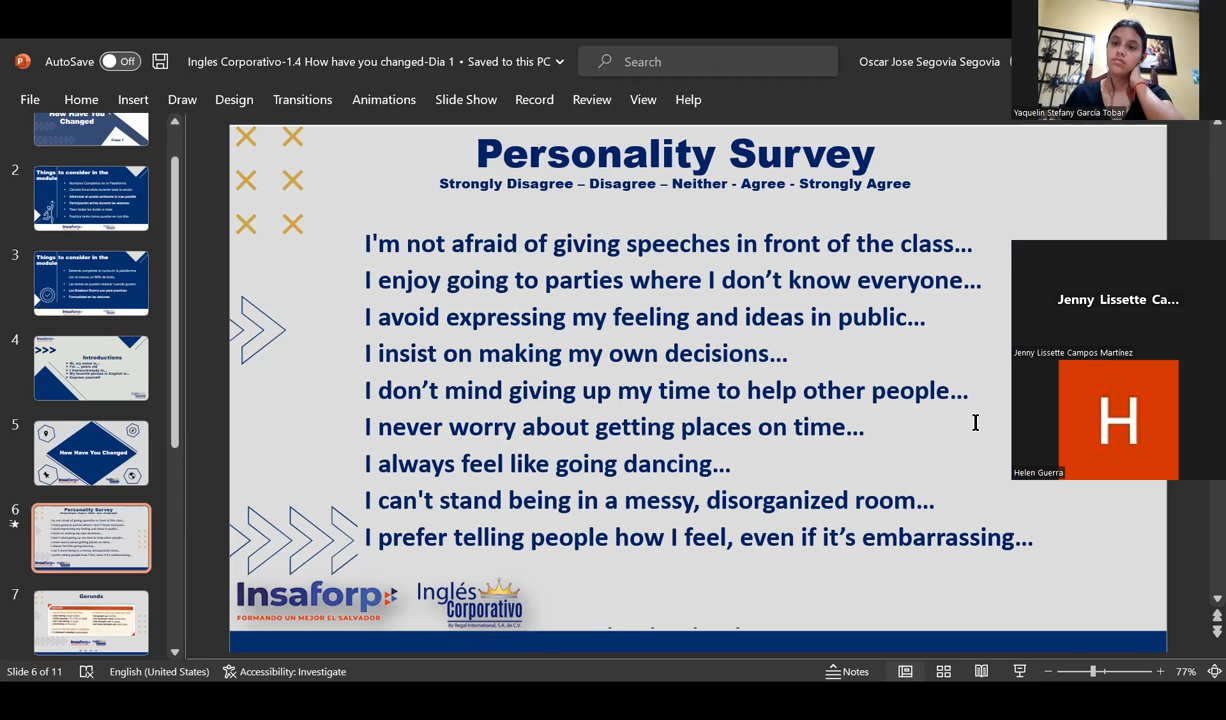 AutoSave Off
Ingles Corporativo-1.4 How have you changed-Dia 1 • Saved to this PC
Search
Oscar Jose Segovia Segovia
File Home Insert Draw Design Transitions Animations Slide Show Record Review View Help
Yaquelin Stefany García Tobar
How Have You
Changed
2
Things to consider in the
module
3
Things to consider in the
module
4
Introductions
5
How Have You Changed
6
Personality Survey
7
Gerunds
Personality Survey
Strongly Disagree – Disagree – Neither - Agree - Strongly Agree
I'm not afraid of giving speeches in front of the class…
I enjoy going to parties where I don’t know everyone…
I avoid expressing my feeling and ideas in public…
I insist on making my own decisions…
I don’t mind giving up my time to help other people…
I never worry about getting places on time…
I always feel like going dancing…
I can't stand being in a messy, disorganized room…
I prefer telling people how I feel, even if it’s embarrassing…
Insaforp
FORMANDO UN MEJOR EL SALVADOR
Inglés
Corporativo
By Regal International, S.A. de C.V.
Jenny Lissette Ca...
Jenny Lissette Campos Martínez
H
Helen Guerra
Slide 6 of 11
English (United States)
Accessibility: Investigate
Notes
77%